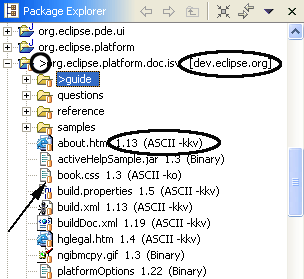 Package Explorer
org.eclipse.pde.ui
org.eclipse.platform
>org.eclipse.platform.doc.isv [dev.eclipse.org]
>guide
questions
reference
samples
about.htm 1.13 (ASCII -kkv)
activeHelpSample.jar 1.3 (Binary)
book.css 1.3 (ASCII -ko)
build.properties 1.5 (ASCII -kkv)
build.xml 1.13 (ASCII -kkv)
buildDoc.xml 1.19 (ASCII -kkv)
hglegal.htm 1.4 (ASCII -kkv)
ngibmcpy.gif 1.3 (Binary)
platformOptions 1.22 (Binary)